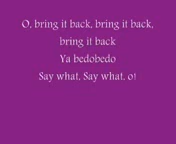 O, bring it back, bring it back,
bring it back
Ya bedobedo
Say what, Say what, o!